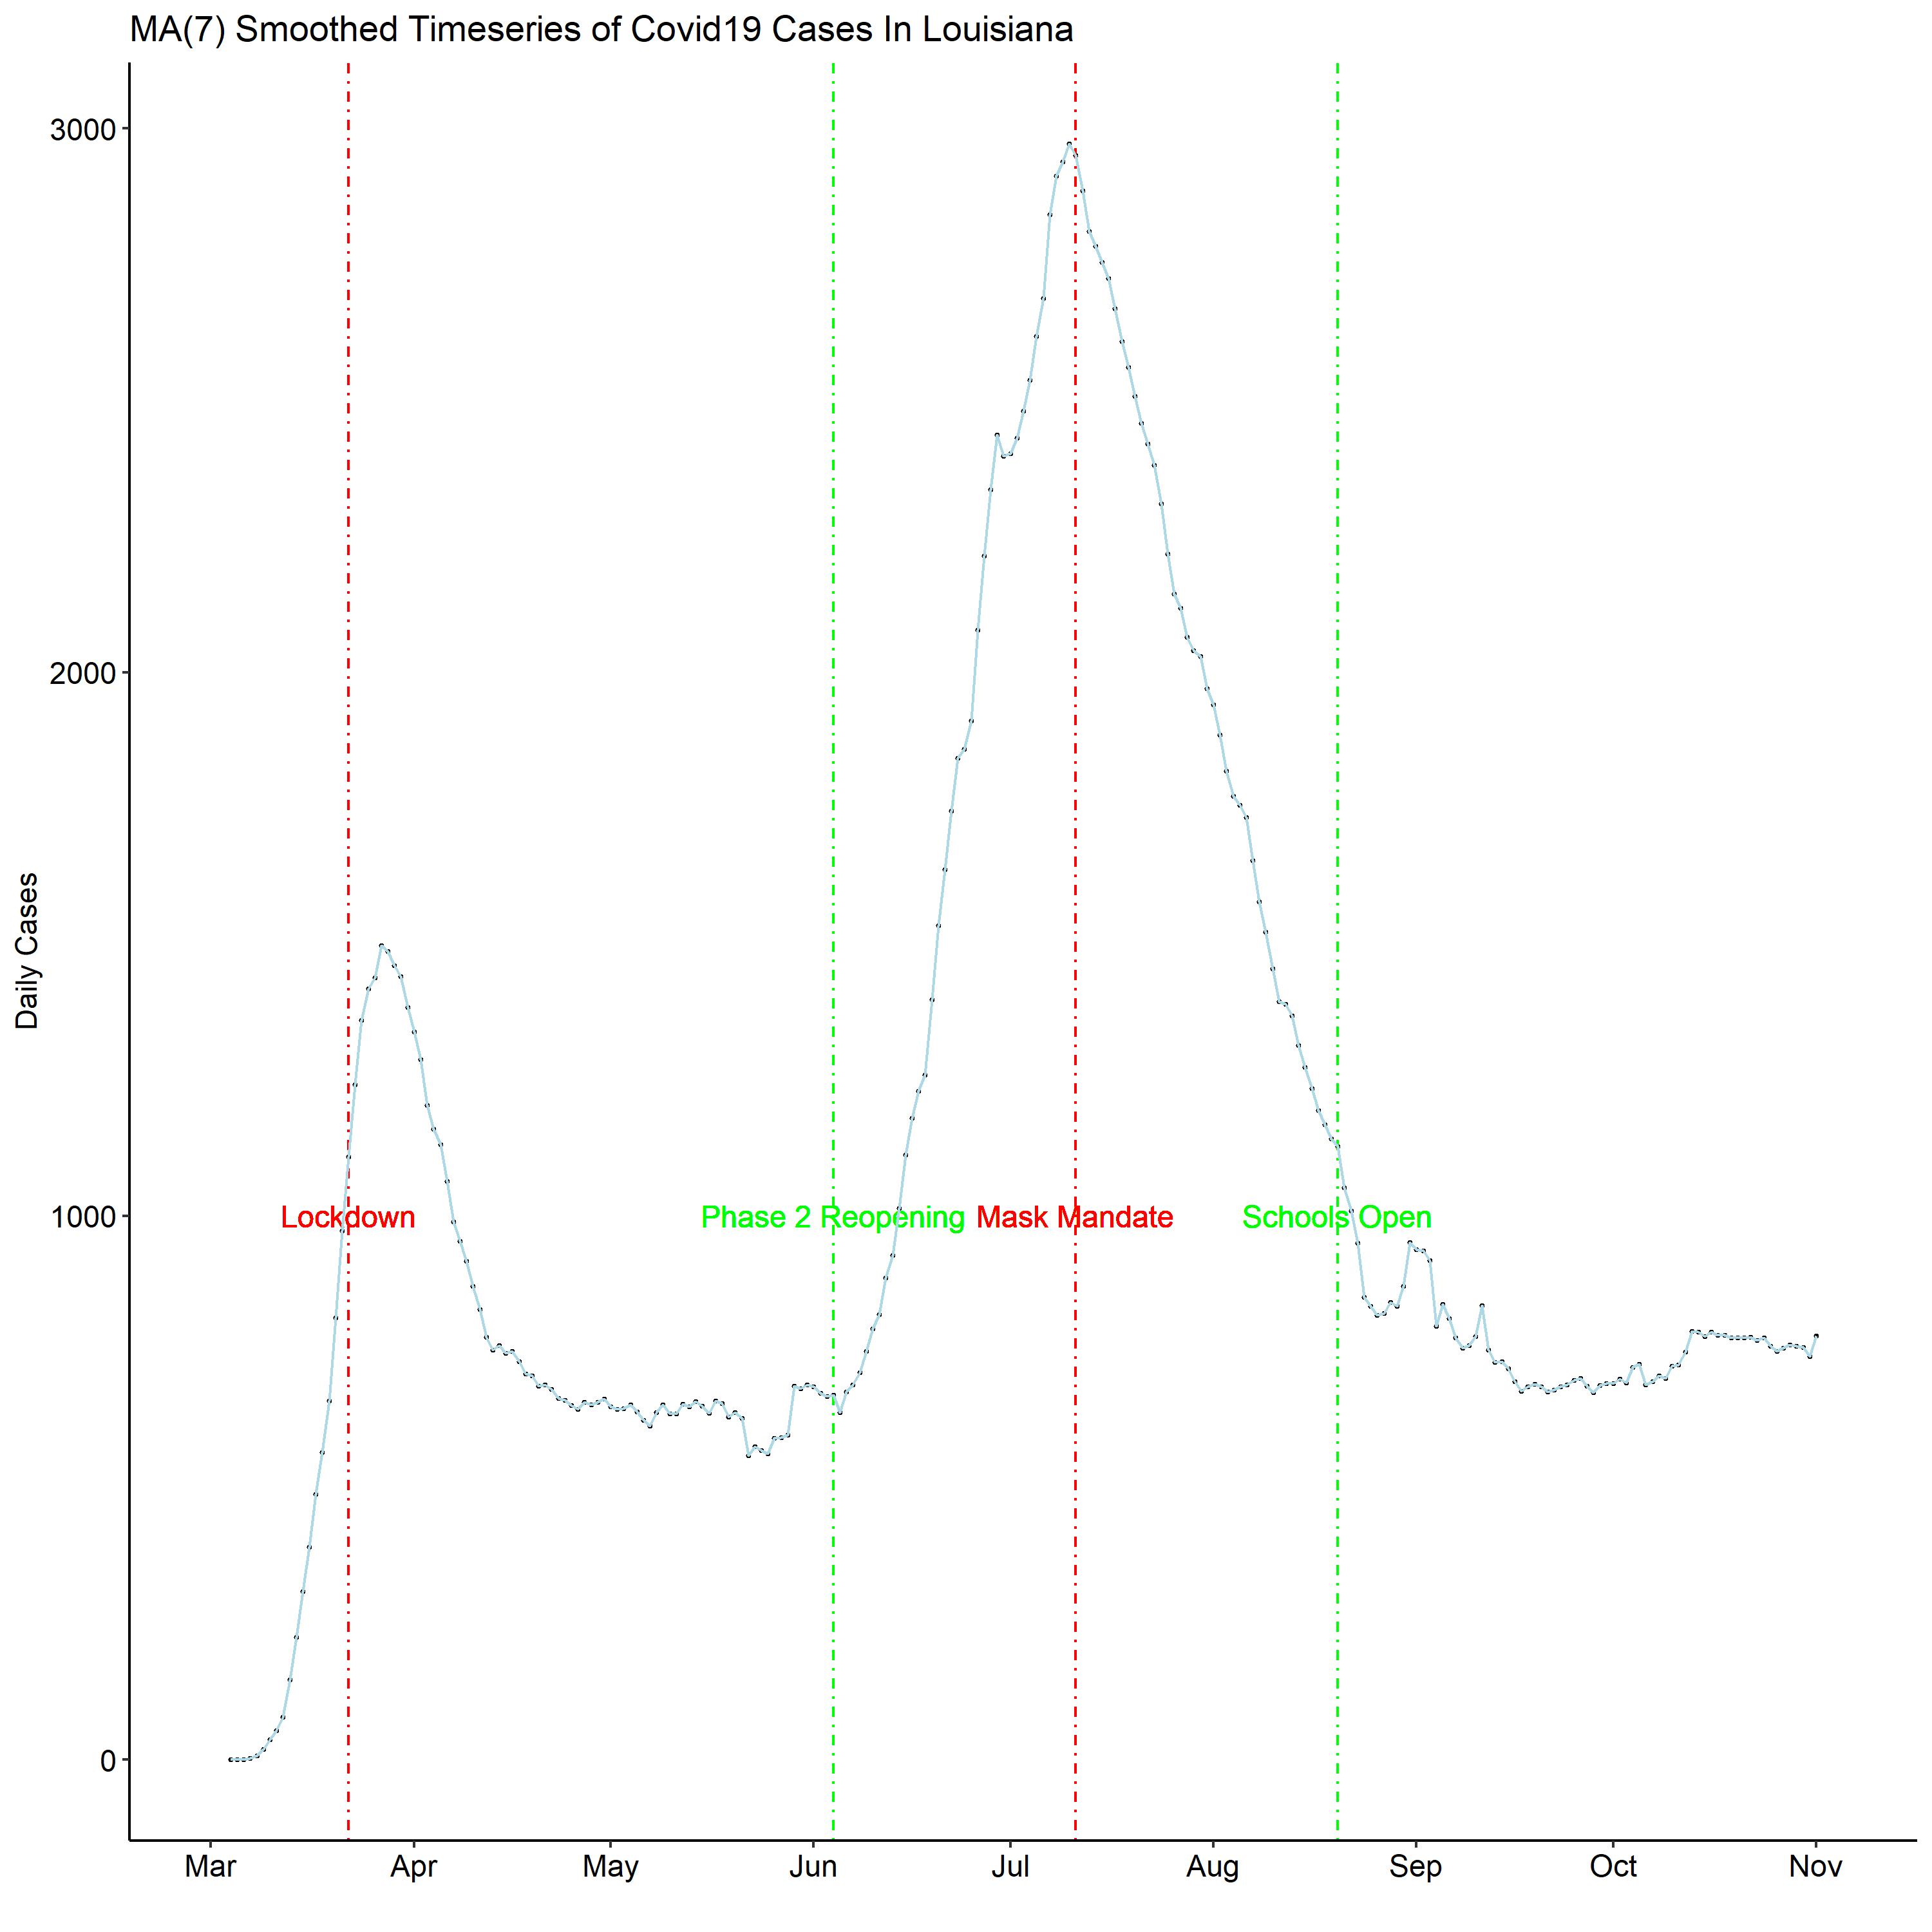 MA(7) Smoothed Timeseries of Covid19 Cases In Louisiana
3000
2000
1000
0
Daily Cases
Lockdown
Phase 2 Reopening
Mask Mandate
Schools Open
Mar
Apr
May
Jun
Jul
Aug
Sep
Oct
Nov